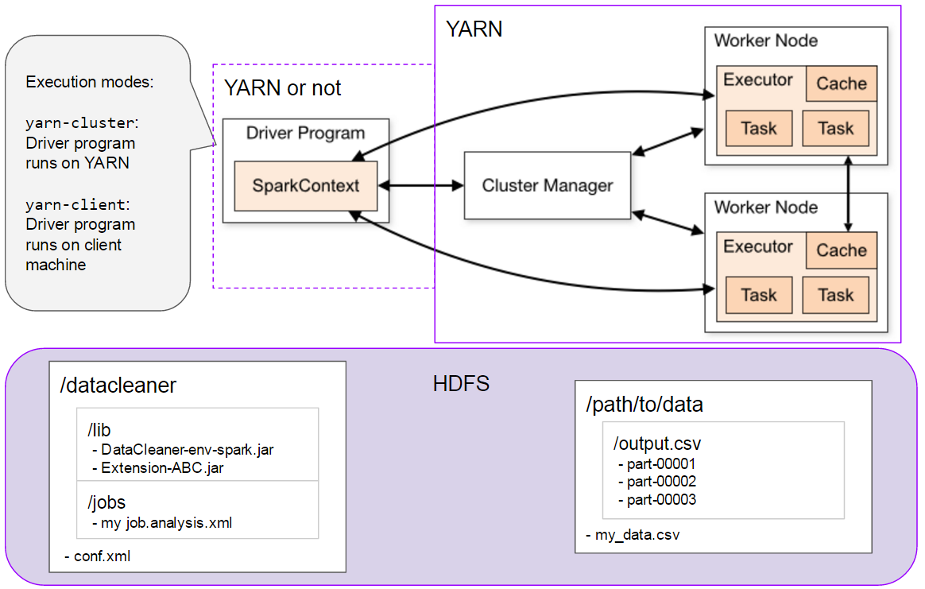 Execution modes:
yarn-cluster:
Driver program
runs on YARN
yarn-client:
Driver program
runs on client
machine
YARN or not
Driver Program
SparkContext
YARN
Cluster Manager
Worker Node
Executor
Cache
Task
Task
Worker Node
Executor
Cache
Task
Task
HDFS
/datacleaner
/lib
- DataCleaner-env-spark.jar
- Extension-ABC.jar
/jobs
- my job.analysis.xml
- conf.xml
/path/to/data
/output.csv
- part-00001
- part-00002
- part-00003
- my_data.csv